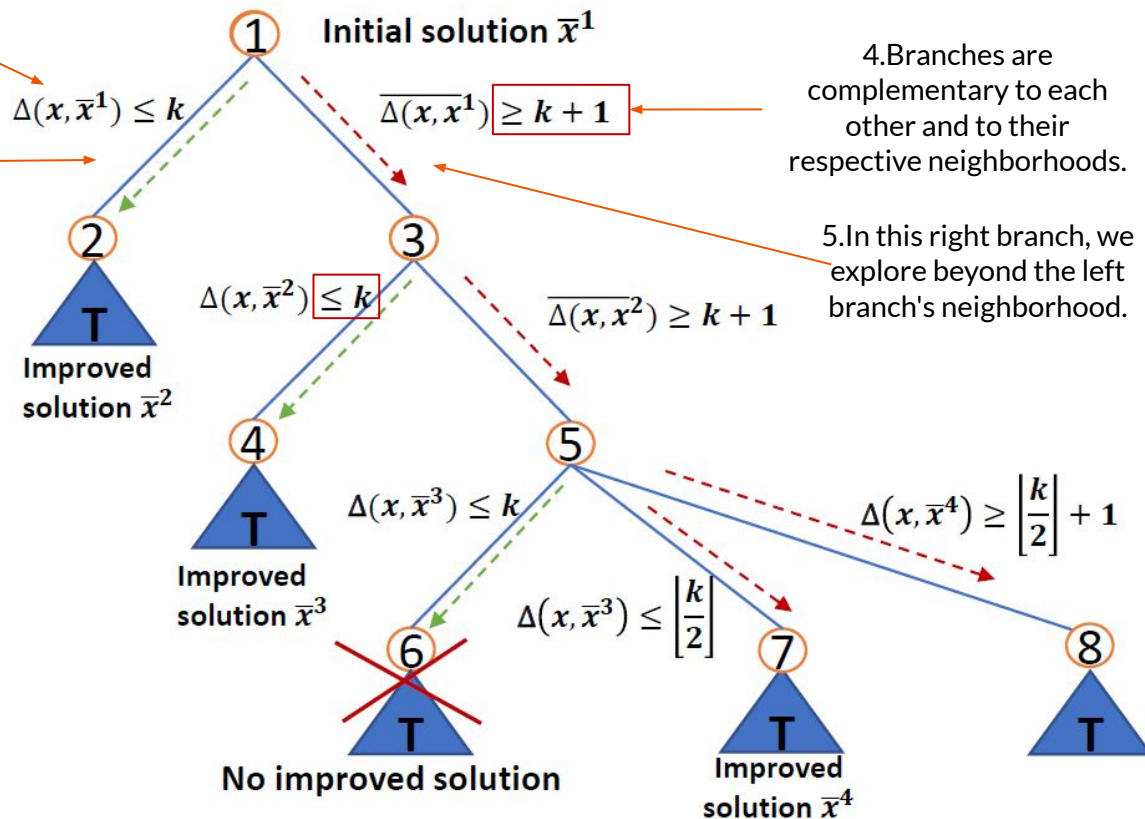 1
Initial solution x̄¹
4.Branches are
complementary to each
other and to their
respective neighborhoods.
Δ(x, x̄¹) ≤ k
\overline{Δ(x, x}¹) ≥ k + 1
2
3
5.In this right branch, we
explore beyond the left
branch's neighborhood.
T
Improved
solution x̄²
Δ(x, x̄²) ≤ k
\overline{Δ(x, x}²) ≥ k + 1
4
5
T
Improved
solution x̄³
Δ(x, x̄³) ≤ k
Δ(x, x̄⁴) ≥ ⌊k/2⌋ + 1
Δ(x, x̄³) ≤ ⌊k/2⌋
6
7
8
T
T
T
No improved solution
Improved
solution x̄⁴